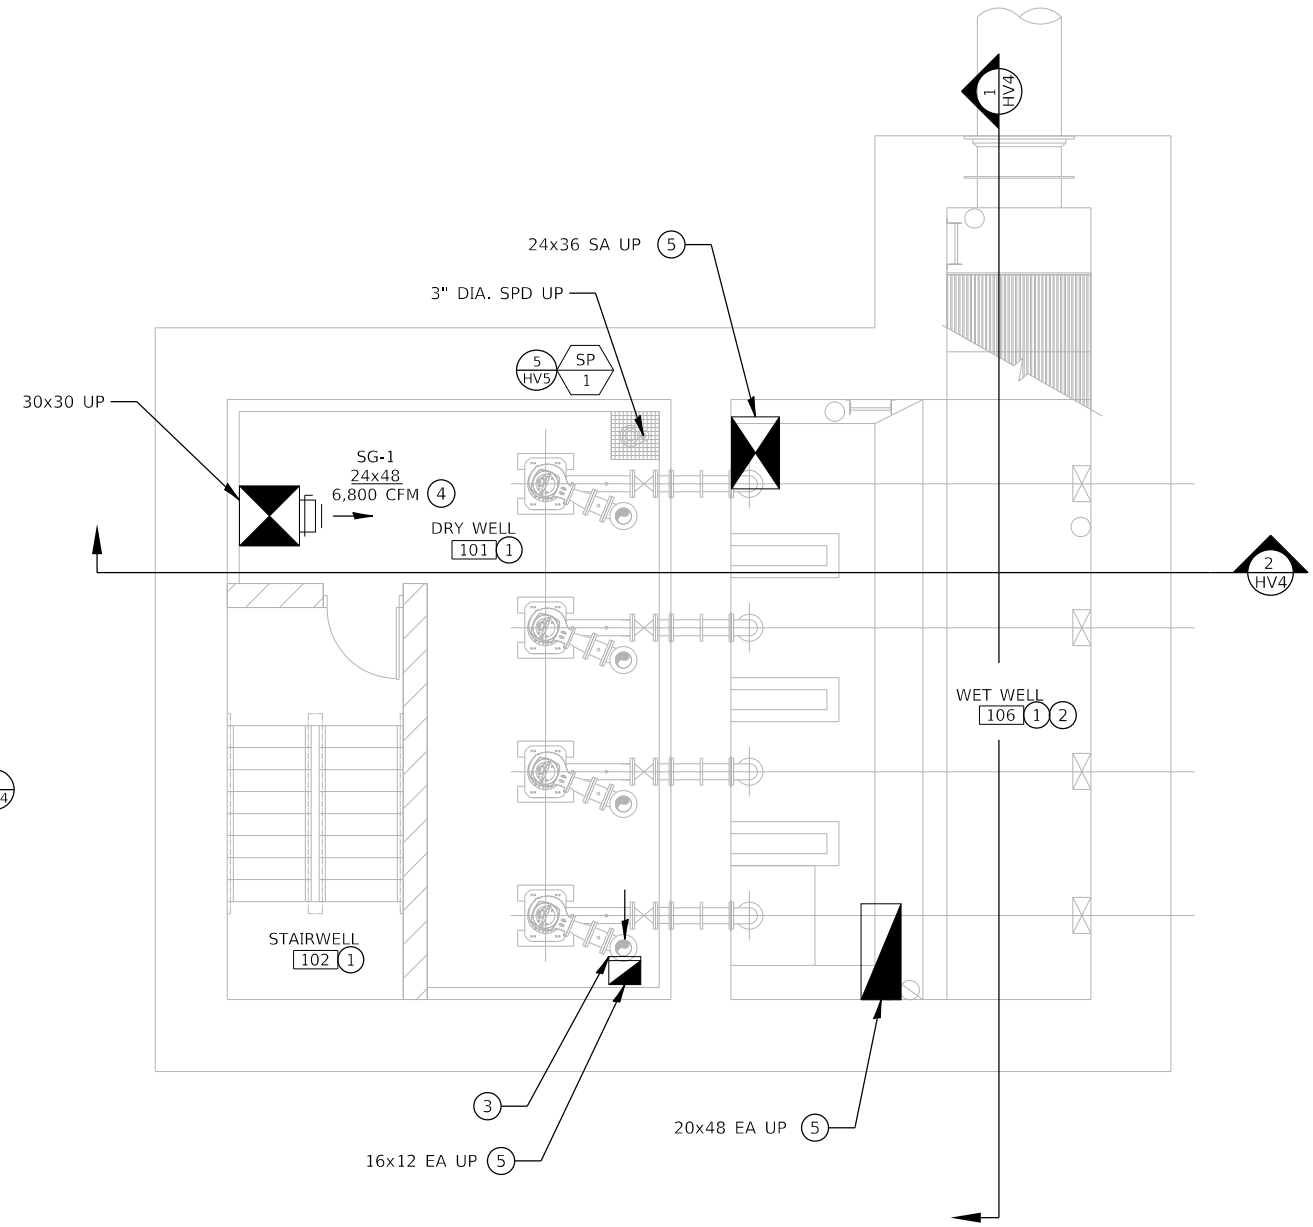 1
HV4
24x36 SA UP 5
3" DIA. SPD UP
5
HV5
SP
1
30x30 UP
SG-1
24x48
6,800 CFM 4
DRY WELL
101 1
2
HV4
WET WELL
106 1 2
4
STAIRWELL
102 1
3
20x48 EA UP 5
16x12 EA UP 5